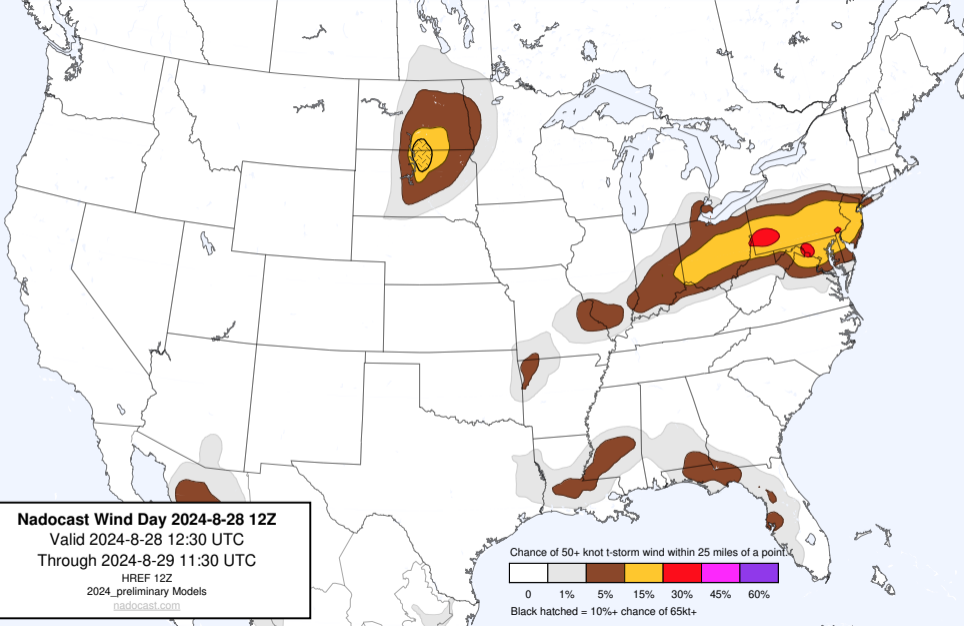 Nadocast Wind Day 2024-8-28 12Z
Valid 2024-8-28 12:30 UTC
Through 2024-8-29 11:30 UTC
HREF 12Z
2024_preliminary Models
nadocast.com
Chance of 50+ knot t-storm wind within 25 miles of a point.
0 1% 5% 15% 30% 45% 60%
Black hatched = 10%+ chance of 65kt+